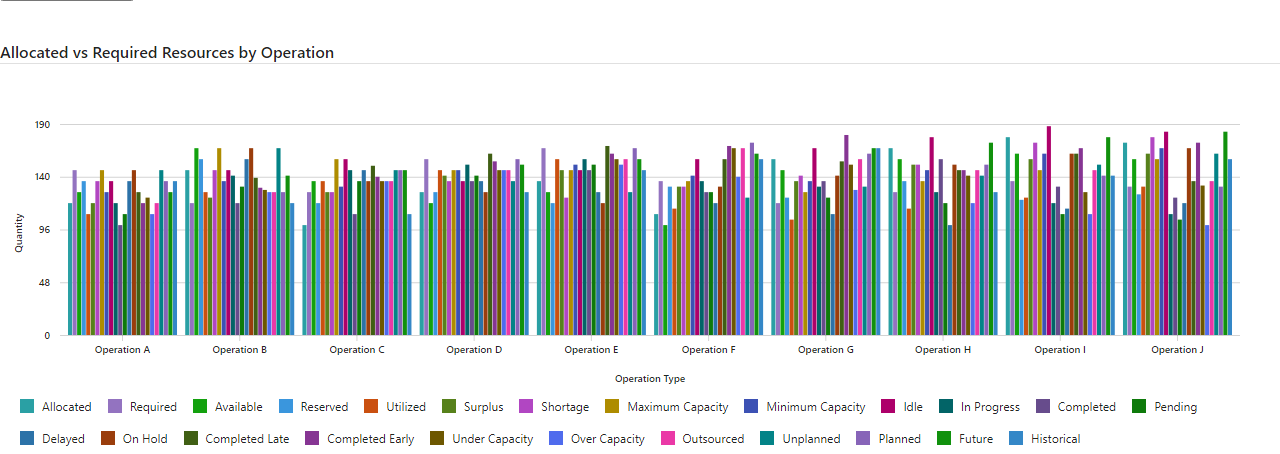 Allocated vs Required Resources by Operation
190
140
96
48
0
Quantity
Operation A Operation B Operation C Operation D Operation E Operation F Operation G Operation H Operation I Operation J
Operation Type
Allocated Required Available Reserved Utilized Surplus Shortage Maximum Capacity Minimum Capacity Idle In Progress Completed Pending
Delayed On Hold Completed Late Completed Early Under Capacity Over Capacity Outsourced Unplanned Planned Future Historical